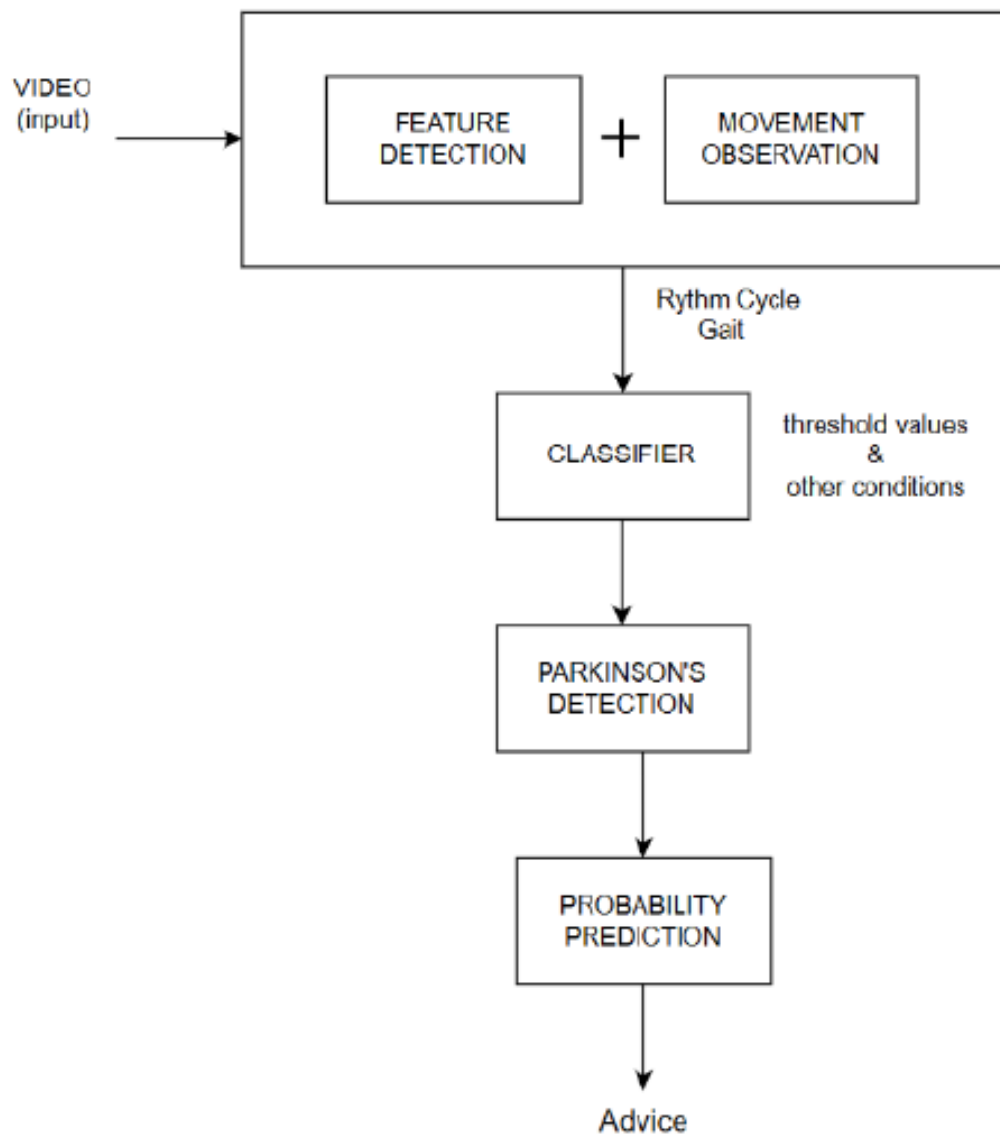 VIDEO
(input)
FEATURE
DETECTION
+
MOVEMENT
OBSERVATION
Rythm Cycle
Gait
CLASSIFIER
threshold values
&
other conditions
PARKINSON'S
DETECTION
PROBABILITY
PREDICTION
Advice